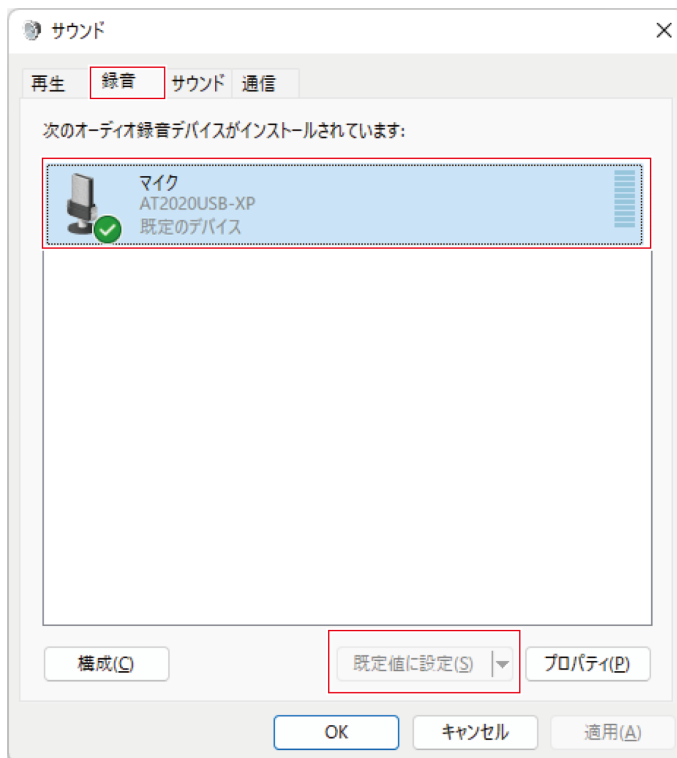 サウンド
再生 録音 サウンド 通信
次のオーディオ録音デバイスがインストールされています:
マイク
AT2020USB-XP
既定のデバイス
構成(C) 既定値に設定(S) プロパティ(P)
OK キャンセル 適用(A)